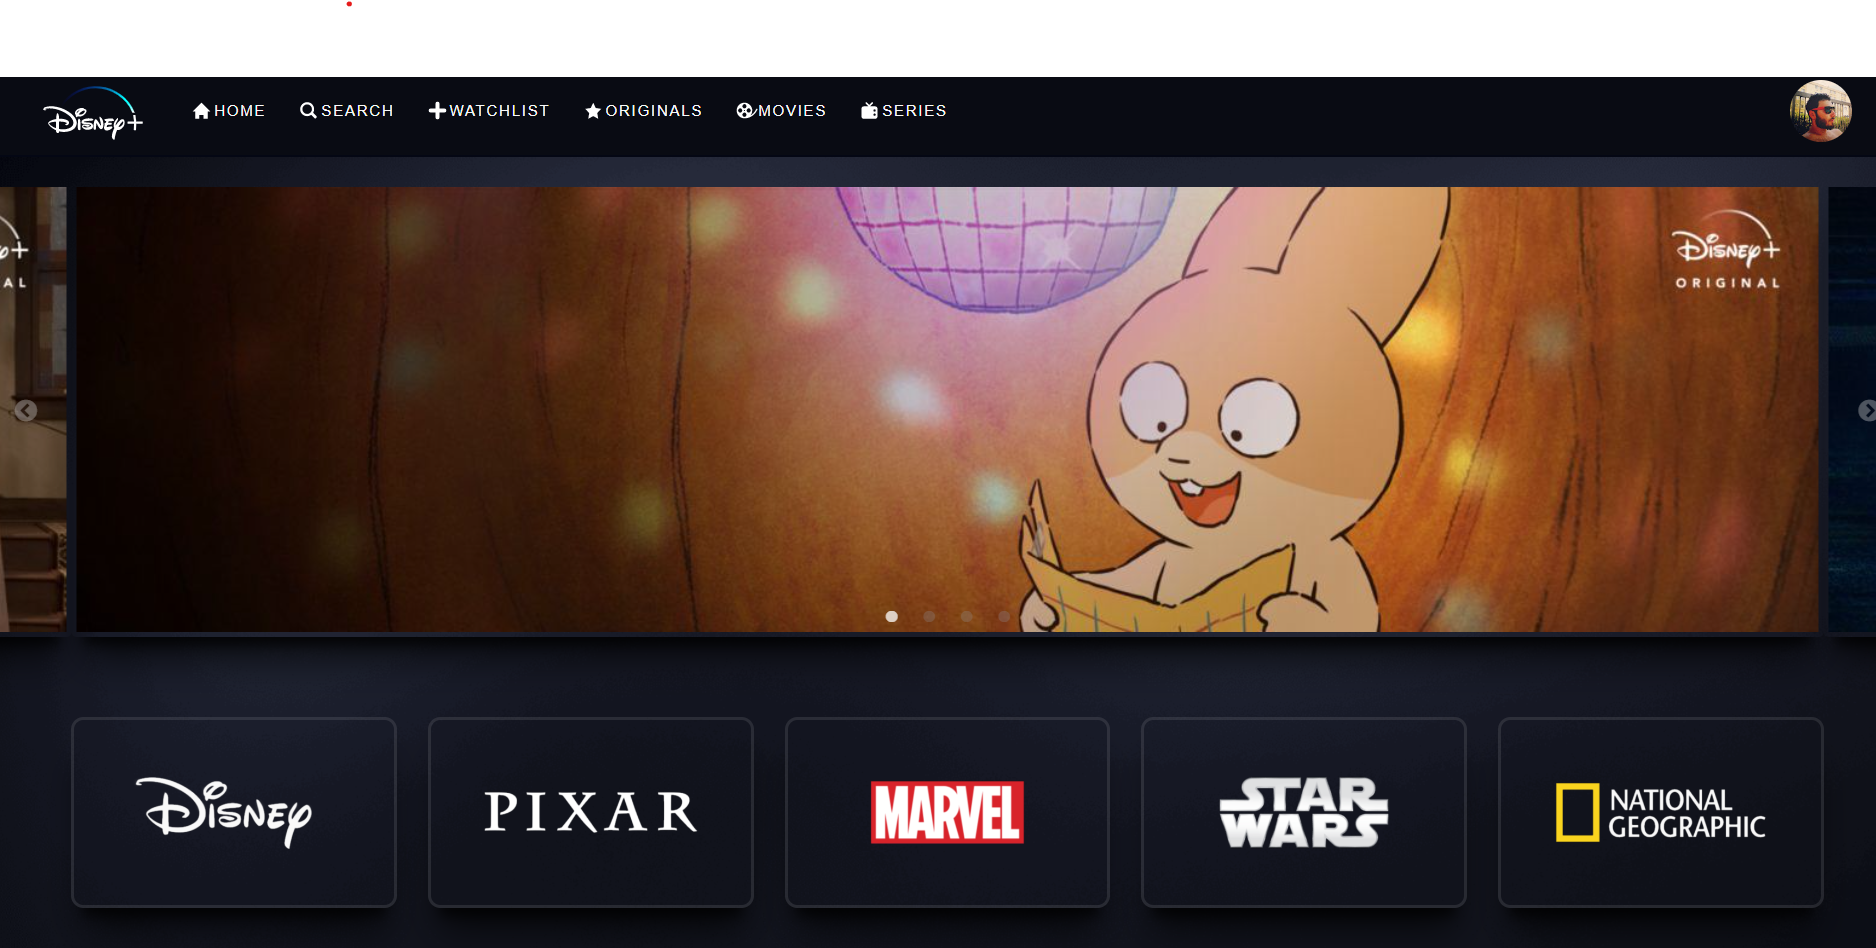 Disney+
HOME
SEARCH
WATCHLIST
ORIGINALS
MOVIES
SERIES
AL
Disney+
ORIGINAL
Disney
PIXAR
MARVEL
STAR
WARS
NATIONAL
GEOGRAPHIC